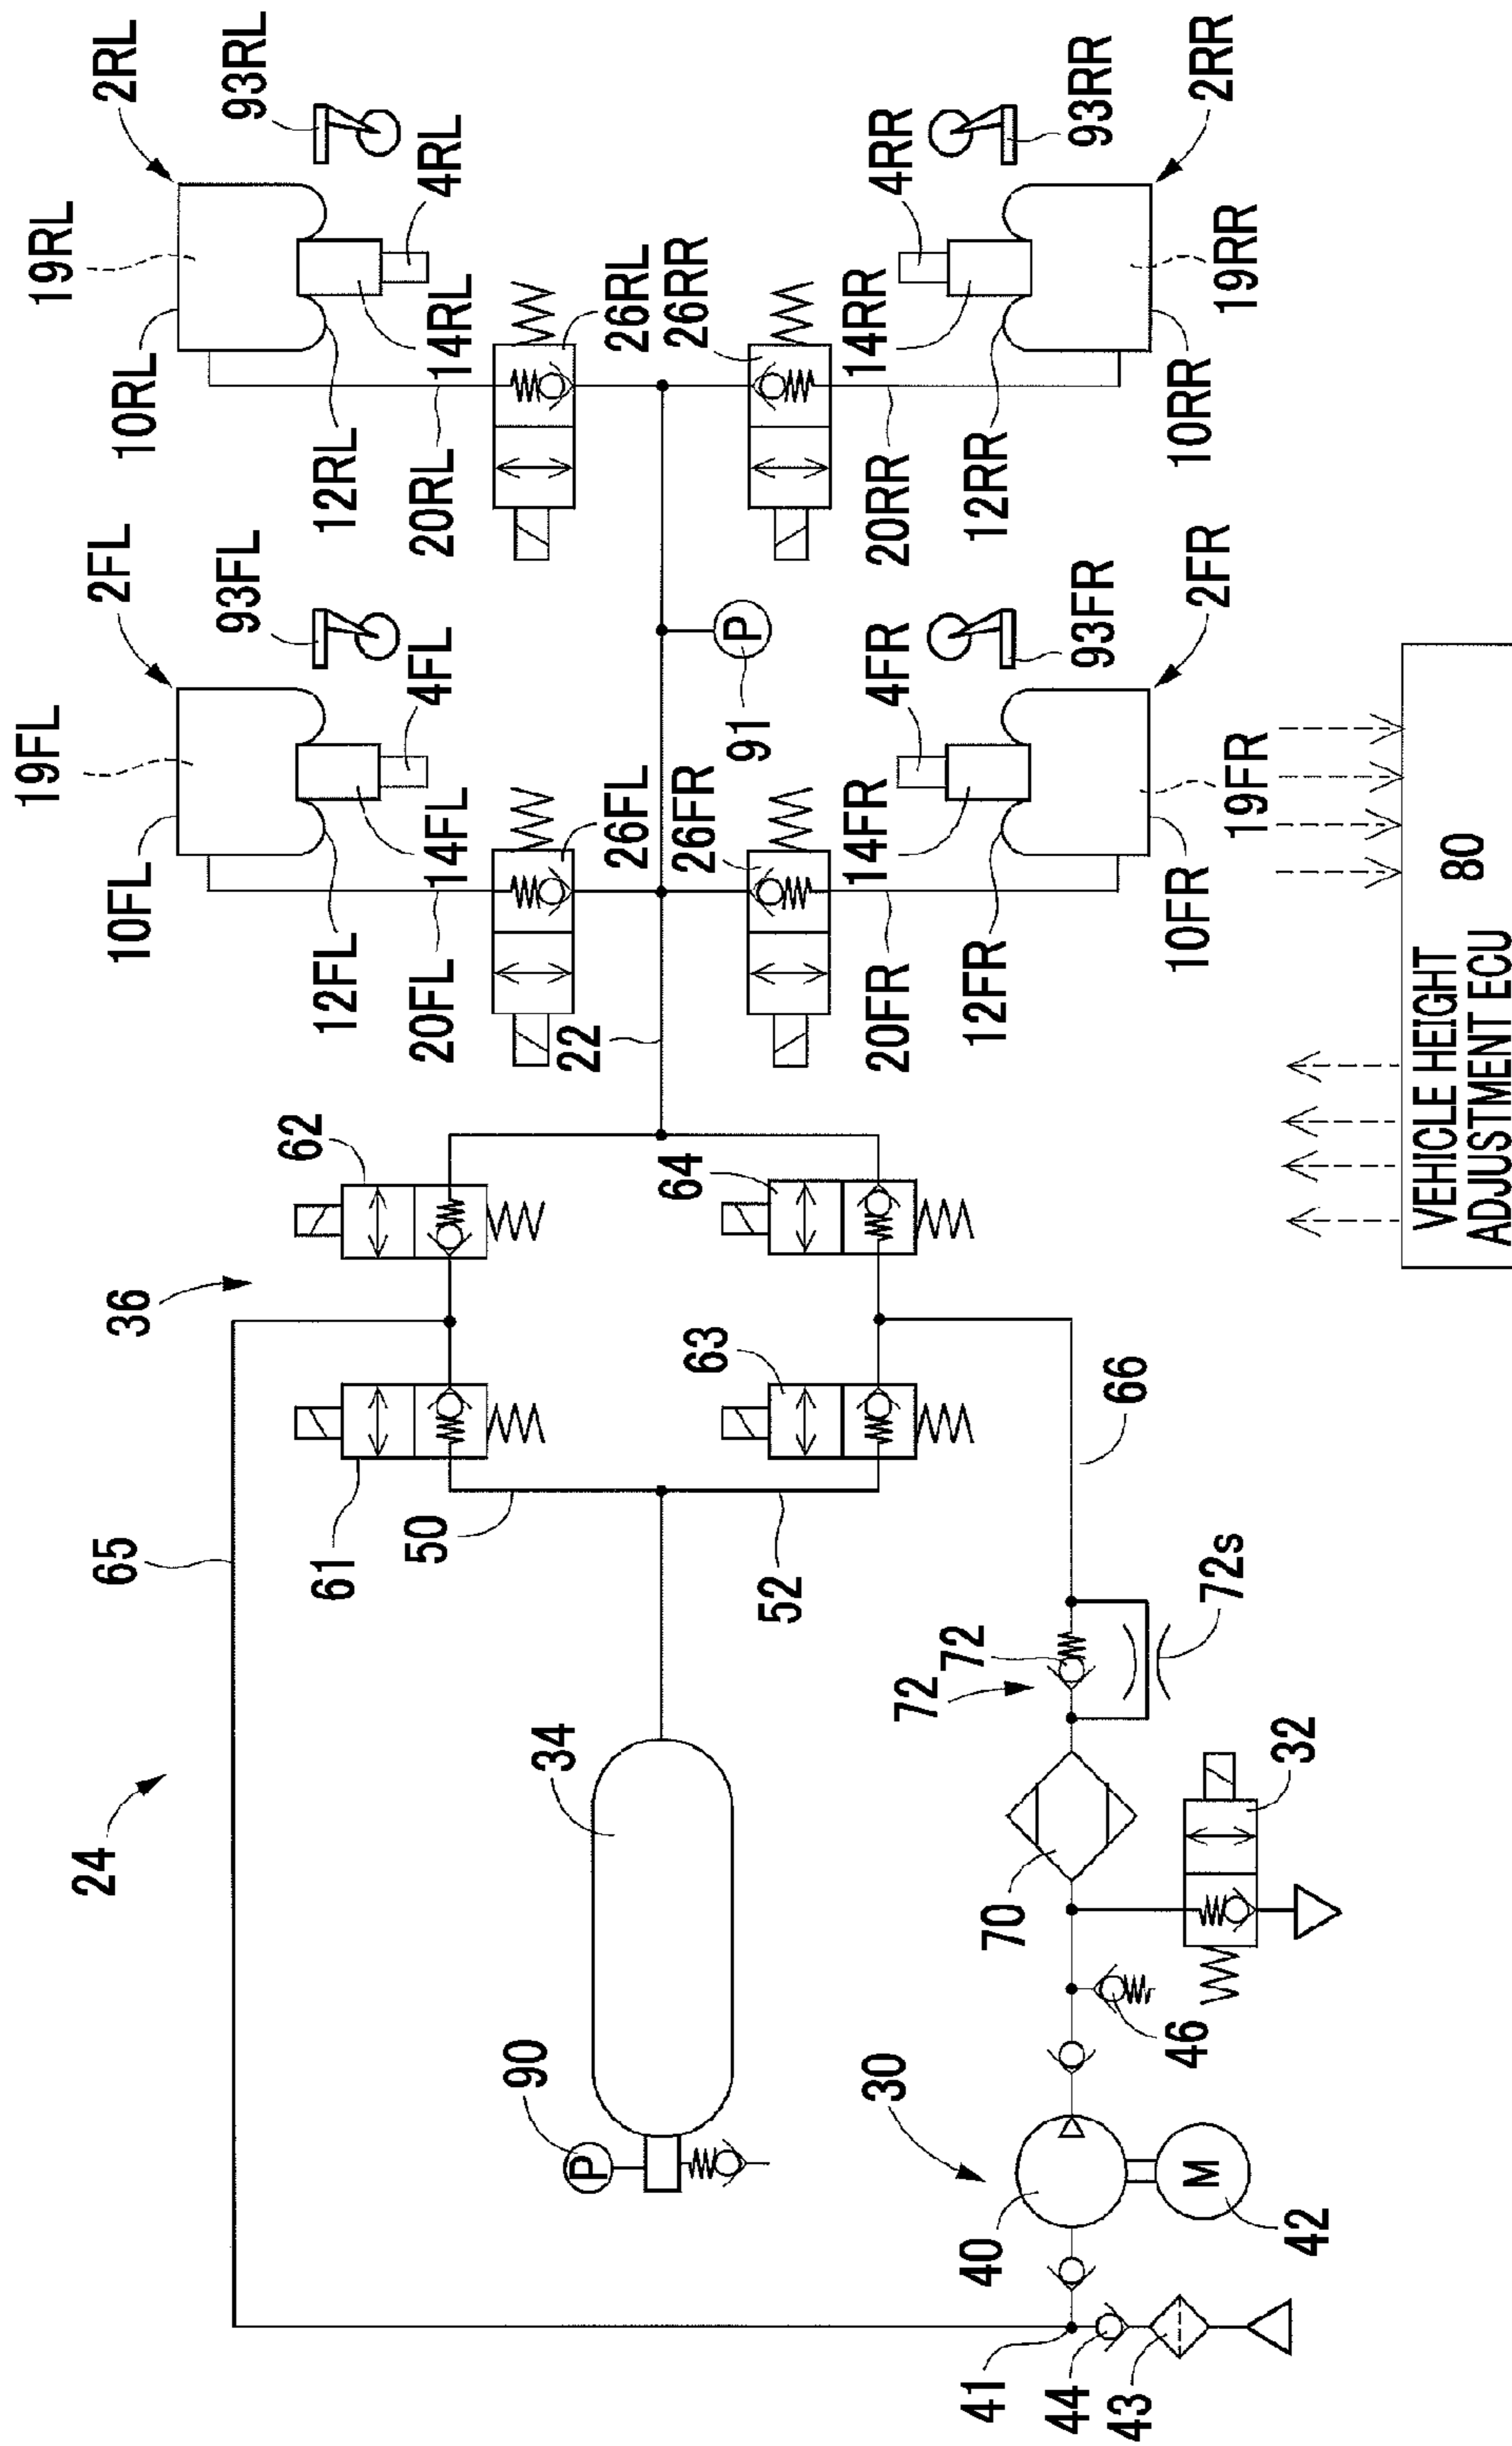 19FL
2FL
19RL
2RL
10FL
93FL
10RL
93RL
12FL
14FL
4FL
12RL
14RL
4RL
20FL
26FL
20RL
26RL
24
65
36
61
62
50
22
34
90
P
91
P
26FR
26RR
63
64
52
20FR
14FR
4FR
20RR
14RR
4RR
12FR
93FR
12RR
93RR
10FR
19FR
2FR
10RR
19RR
2RR
66
30
40
41
44
43
M
42
46
70
72
72
72s
32
VEHICLE HEIGHT
ADJUSTMENT ECU
80